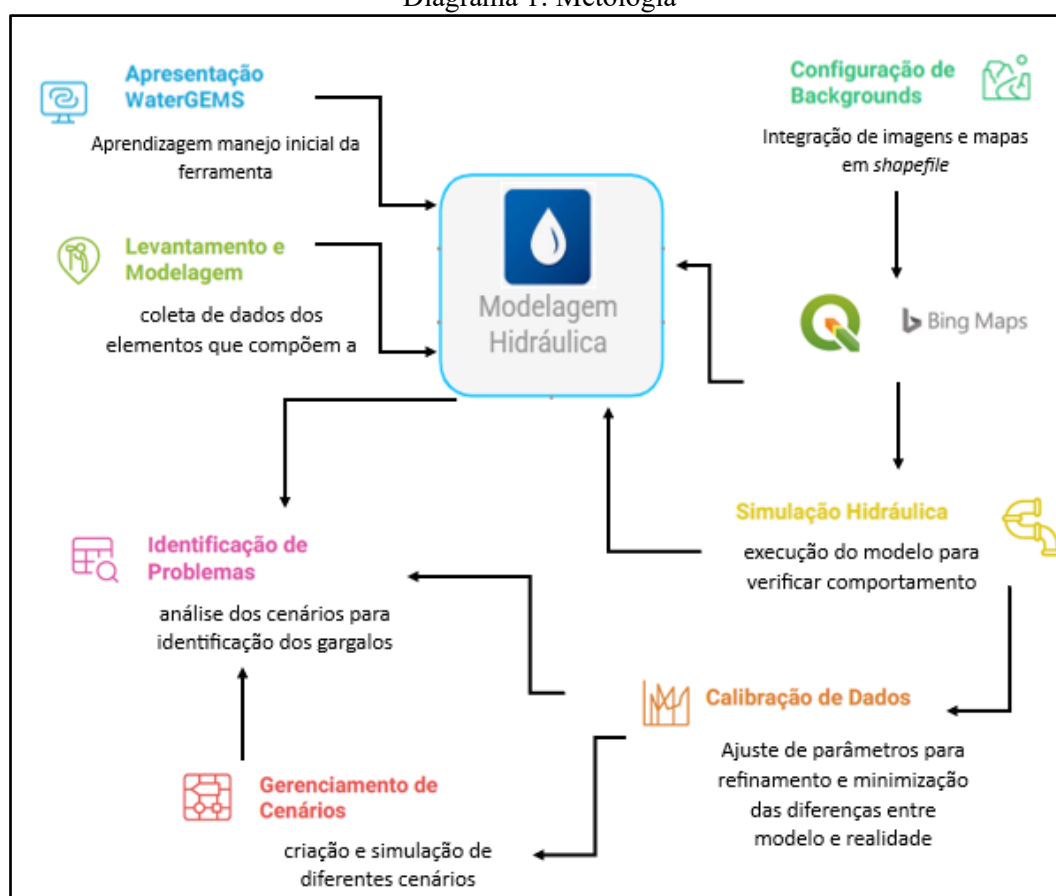 Diagrama 1: Metologia
Apresentação
WaterGEMS
Aprendizagem manejo inicial da
ferramenta
Levantamento e
Modelagem
coleta de dados dos
elementos que compõem a
Modelagem
Hidráulica
Configuração de
Backgrounds
Integração de imagens e mapas
em shapefile
Bing Maps
Simulação Hidráulica
execução do modelo para
verificar comportamento
Identificação de
Problemas
análise dos cenários para
identificação dos gargalos
Calibração de Dados
Ajuste de parâmetros para
refinamento e minimização
das diferenças entre
modelo e realidade
Gerenciamento de
Cenários
criação e simulação de
diferentes cenários